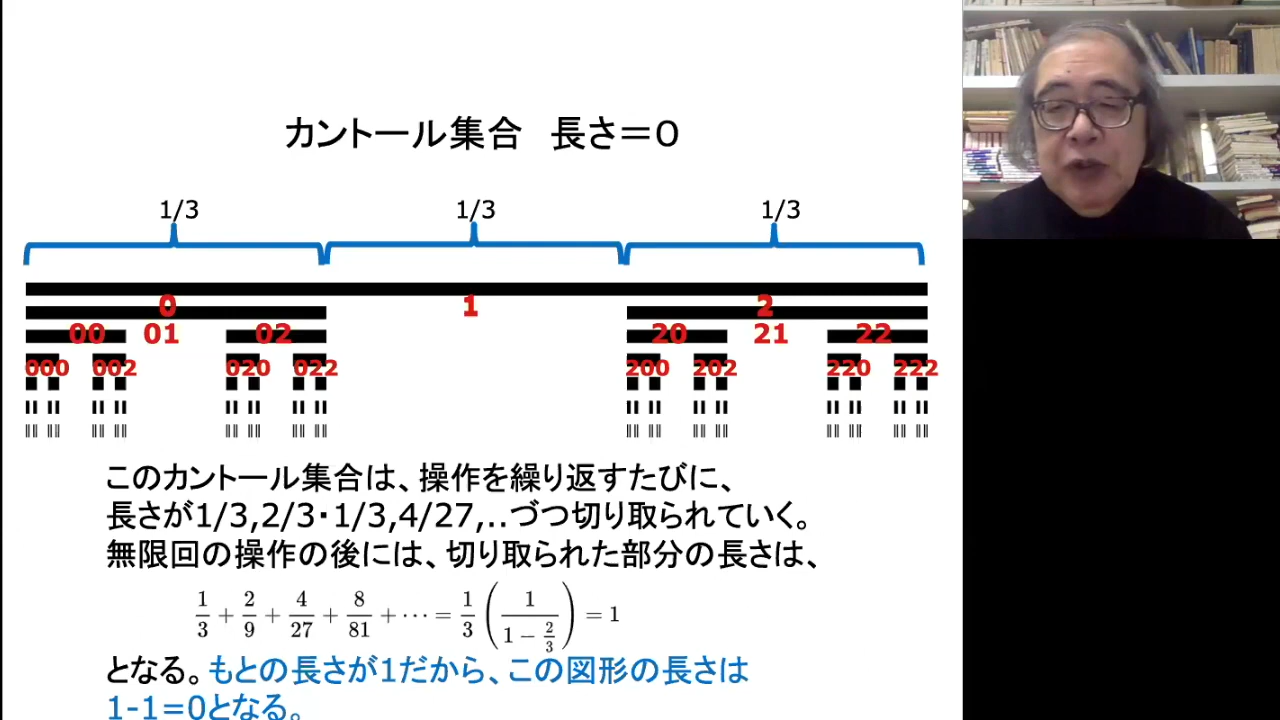 カントール集合　長さ＝0
1/3 1/3 1/3
0 1 2
00 01 02 20 21 22
000 002 020 022 200 202 220 222
このカントール集合は、操作を繰り返すたびに、
長さが1/3,2/3・1/3,4/27,‥づつ切り取られていく。
無限回の操作の後には、切り取られた部分の長さは、
1/3 + 2/9 + 4/27 + 8/81 + ⋯ = 1/3 (1/(1 − 2/3)) = 1
となる。もとの長さが1だから、この図形の長さは
1-1=0となる。